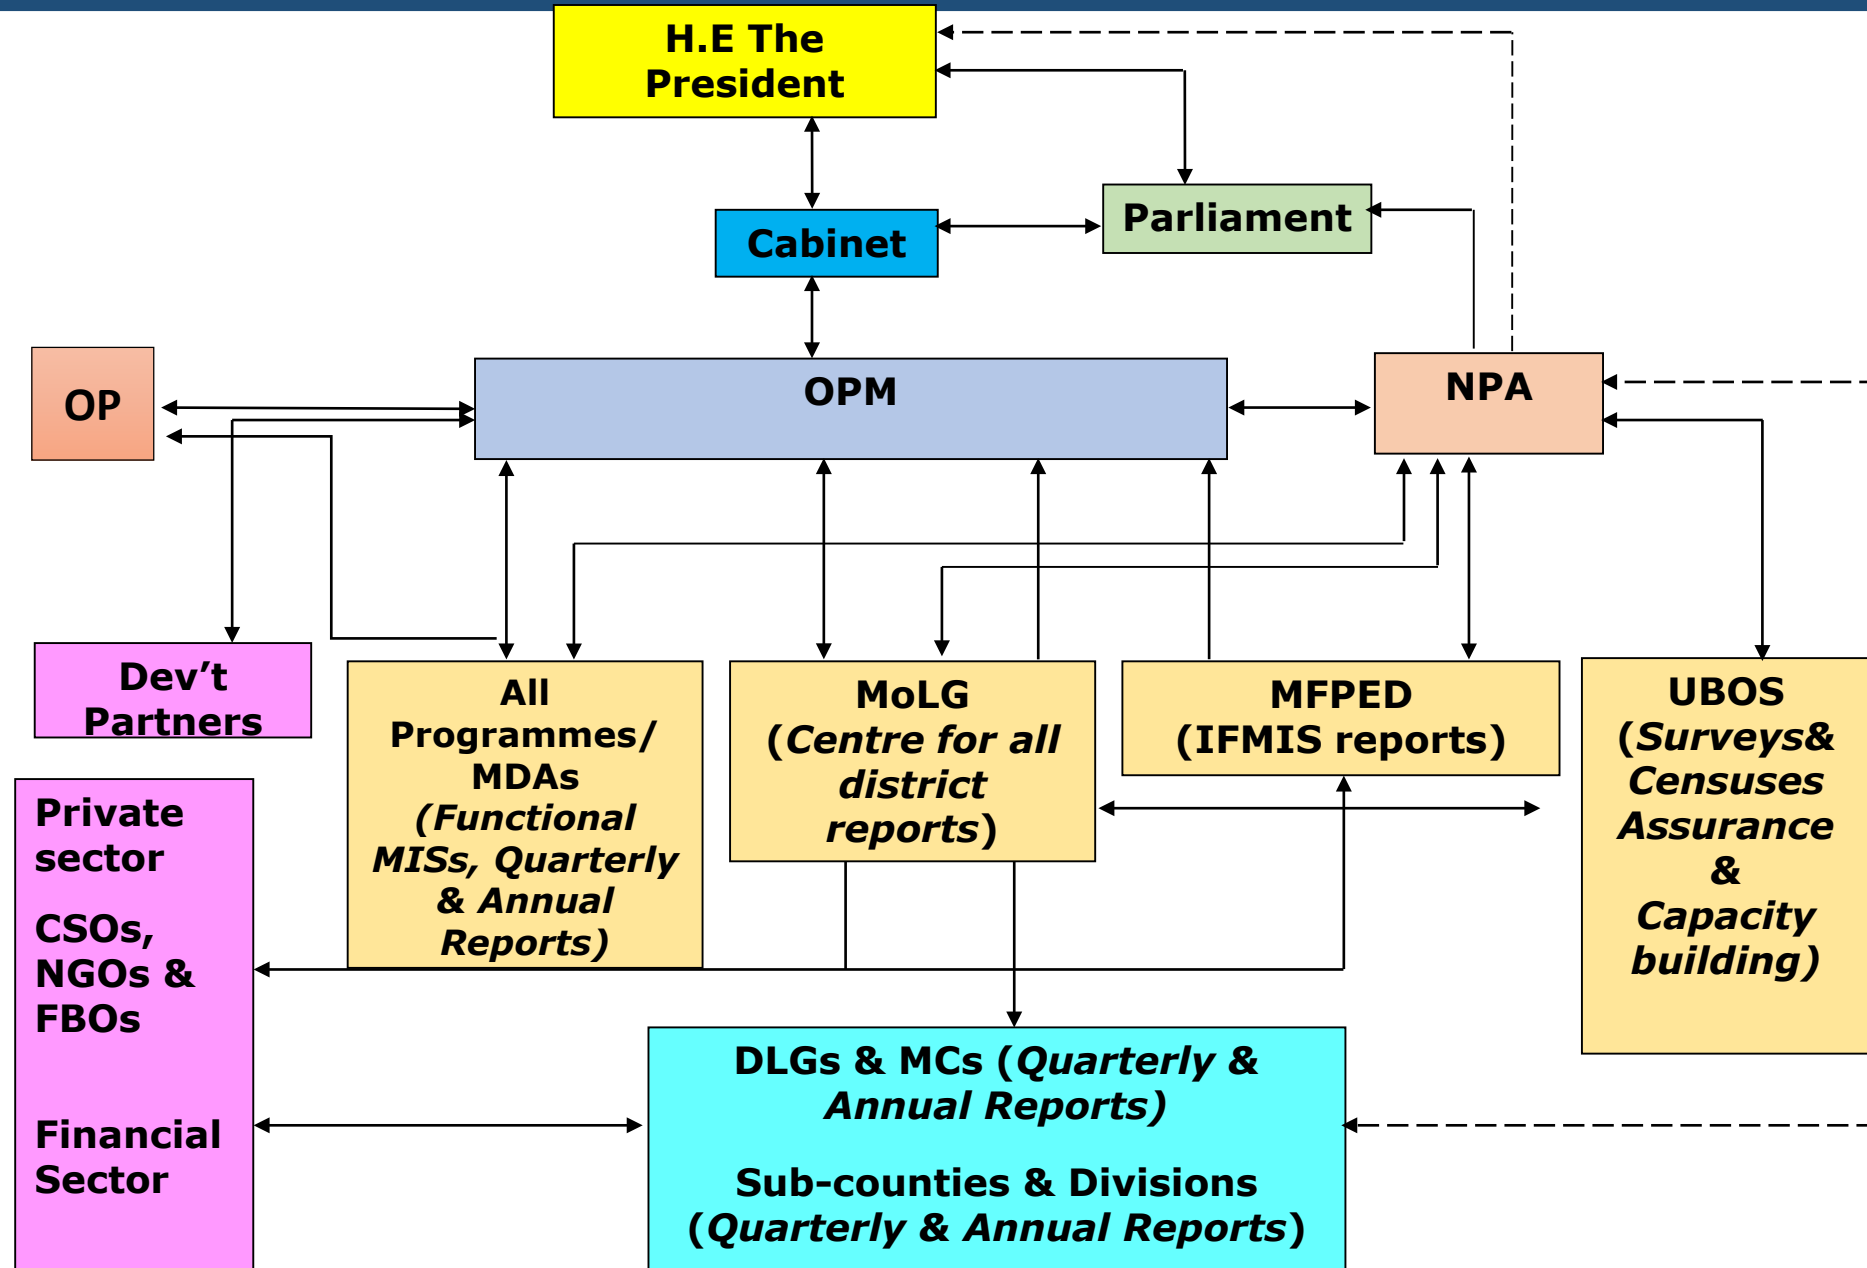 H.E The
President
Parliament
Cabinet
OP
OPM
NPA
Dev’t
Partners
All
Programmes/
MDAs
(Functional
MISs, Quarterly
& Annual
Reports)
MoLG
(Centre for all
district
reports)
MFPED
(IFMIS reports)
UBOS
(Surveys&
Censuses
Assurance
&
Capacity
building)
Private
sector
CSOs,
NGOs &
FBOs
Financial
Sector
DLGs & MCs (Quarterly &
Annual Reports)
Sub-counties & Divisions
(Quarterly & Annual Reports)